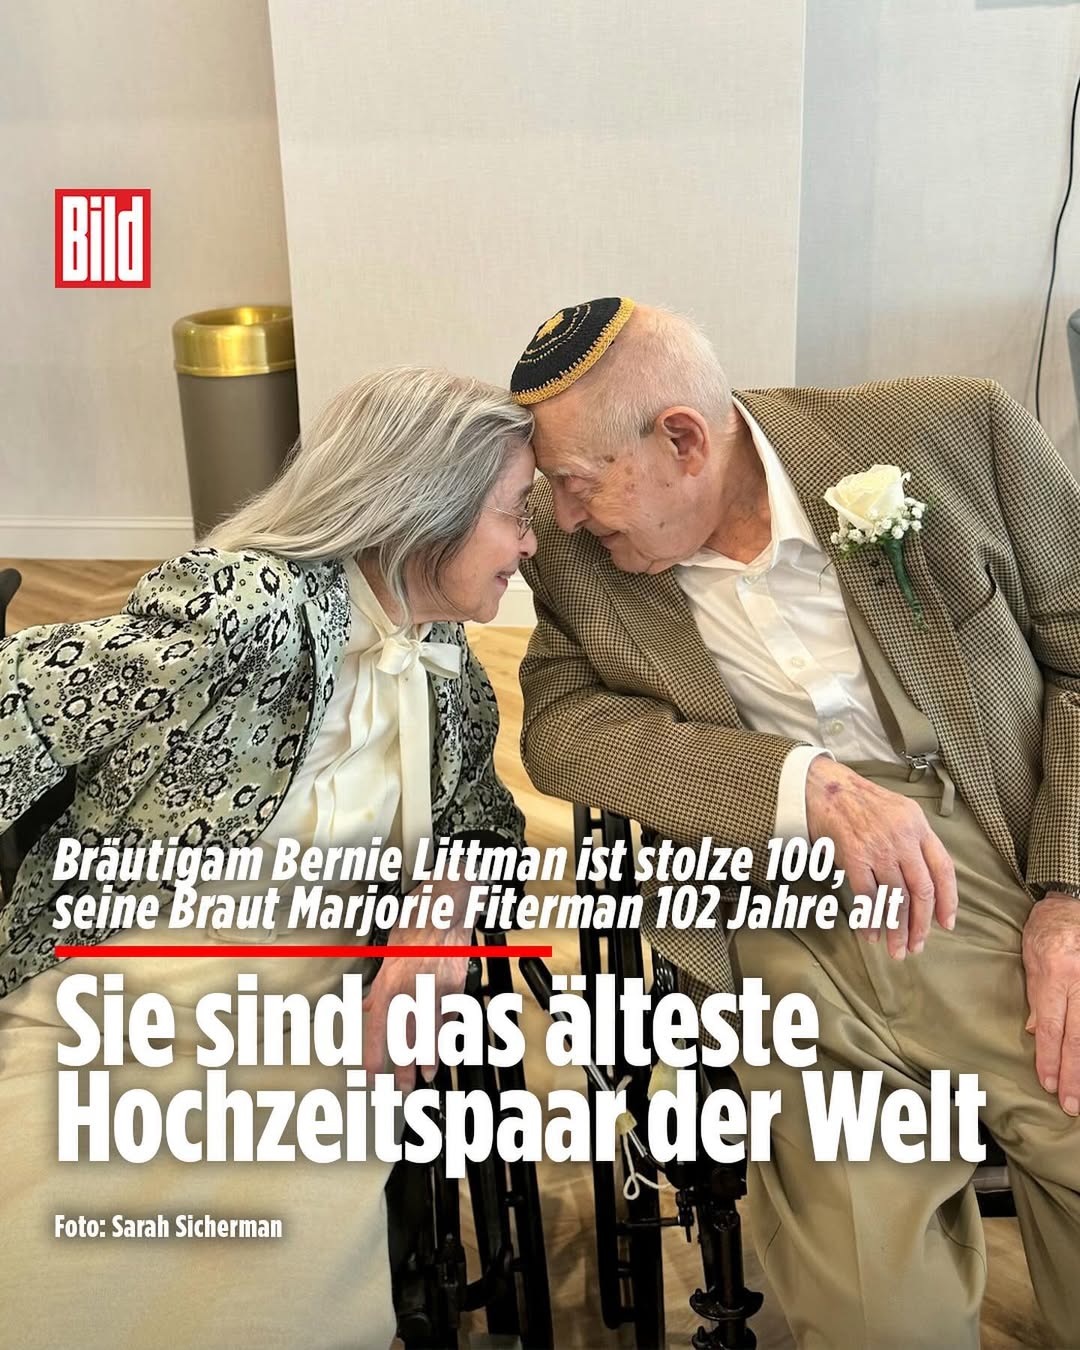 Bild
Bräutigam Bernie Littman ist stolze 100,
seine Braut Marjorie Fiterman 102 Jahre alt
Sie sind das älteste
Hochzeitspaar der Welt
Foto: Sarah Sicherman